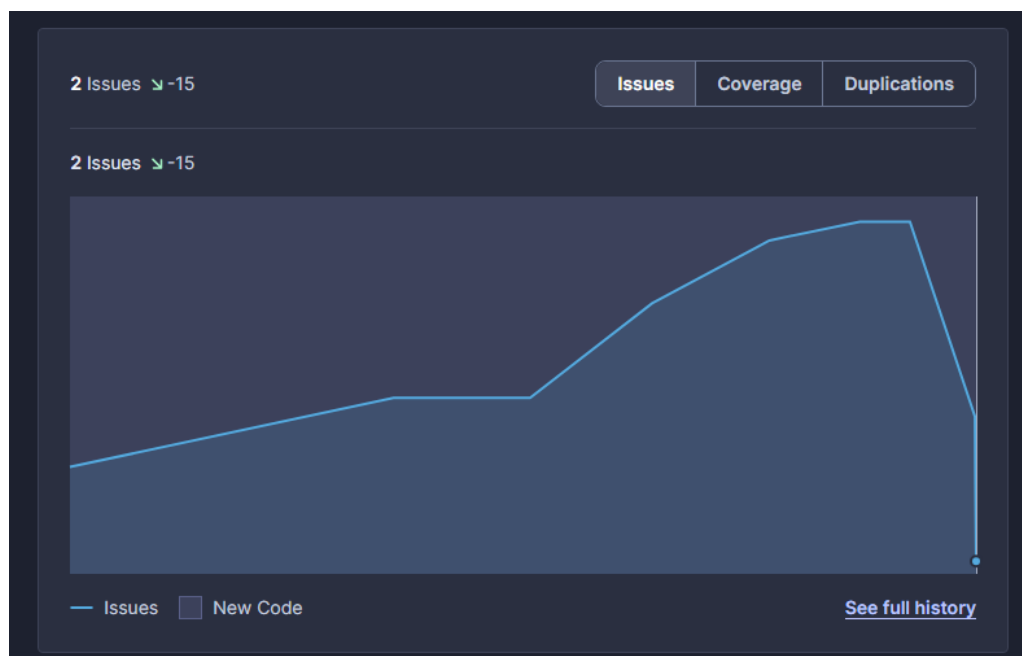 2 Issues ↘ -15
Issues
Coverage
Duplications
2 Issues ↘ -15
Issues
New Code
See full history